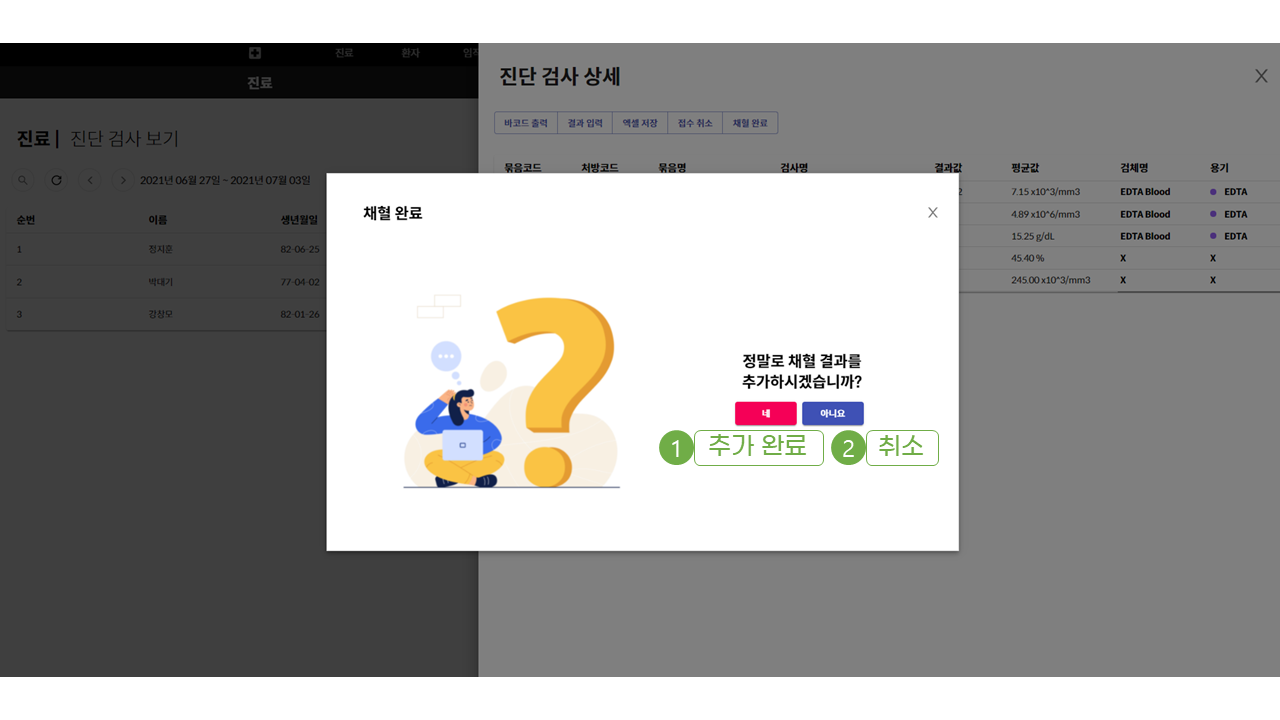 진료 환자 임직
진료
진료 | 진단 검사 보기
2021년 06월 27일 ~ 2021년 07월 03일
순번 이름 생년월일
1 정지훈 82-06-25
2 박대기 77-04-02
3 강창모 82-01-26
진단 검사 상세
X
바코드 출력 결과 입력 엑셀 저장 접수 취소 채혈 완료
묶음코드 처방코드 묶음명 검사명 결과값 평균값 검체명 용기
2 7.15 x10^3/mm3 EDTA Blood EDTA
4.89 x10^6/mm3 EDTA Blood EDTA
15.25 g/dL EDTA Blood EDTA
45.40 % X X
245.00 x10^3/mm3 X X
채혈 완료
X
정말로 채혈 결과를
추가하시겠습니까?
네 아니요
1 추가 완료 2 취소